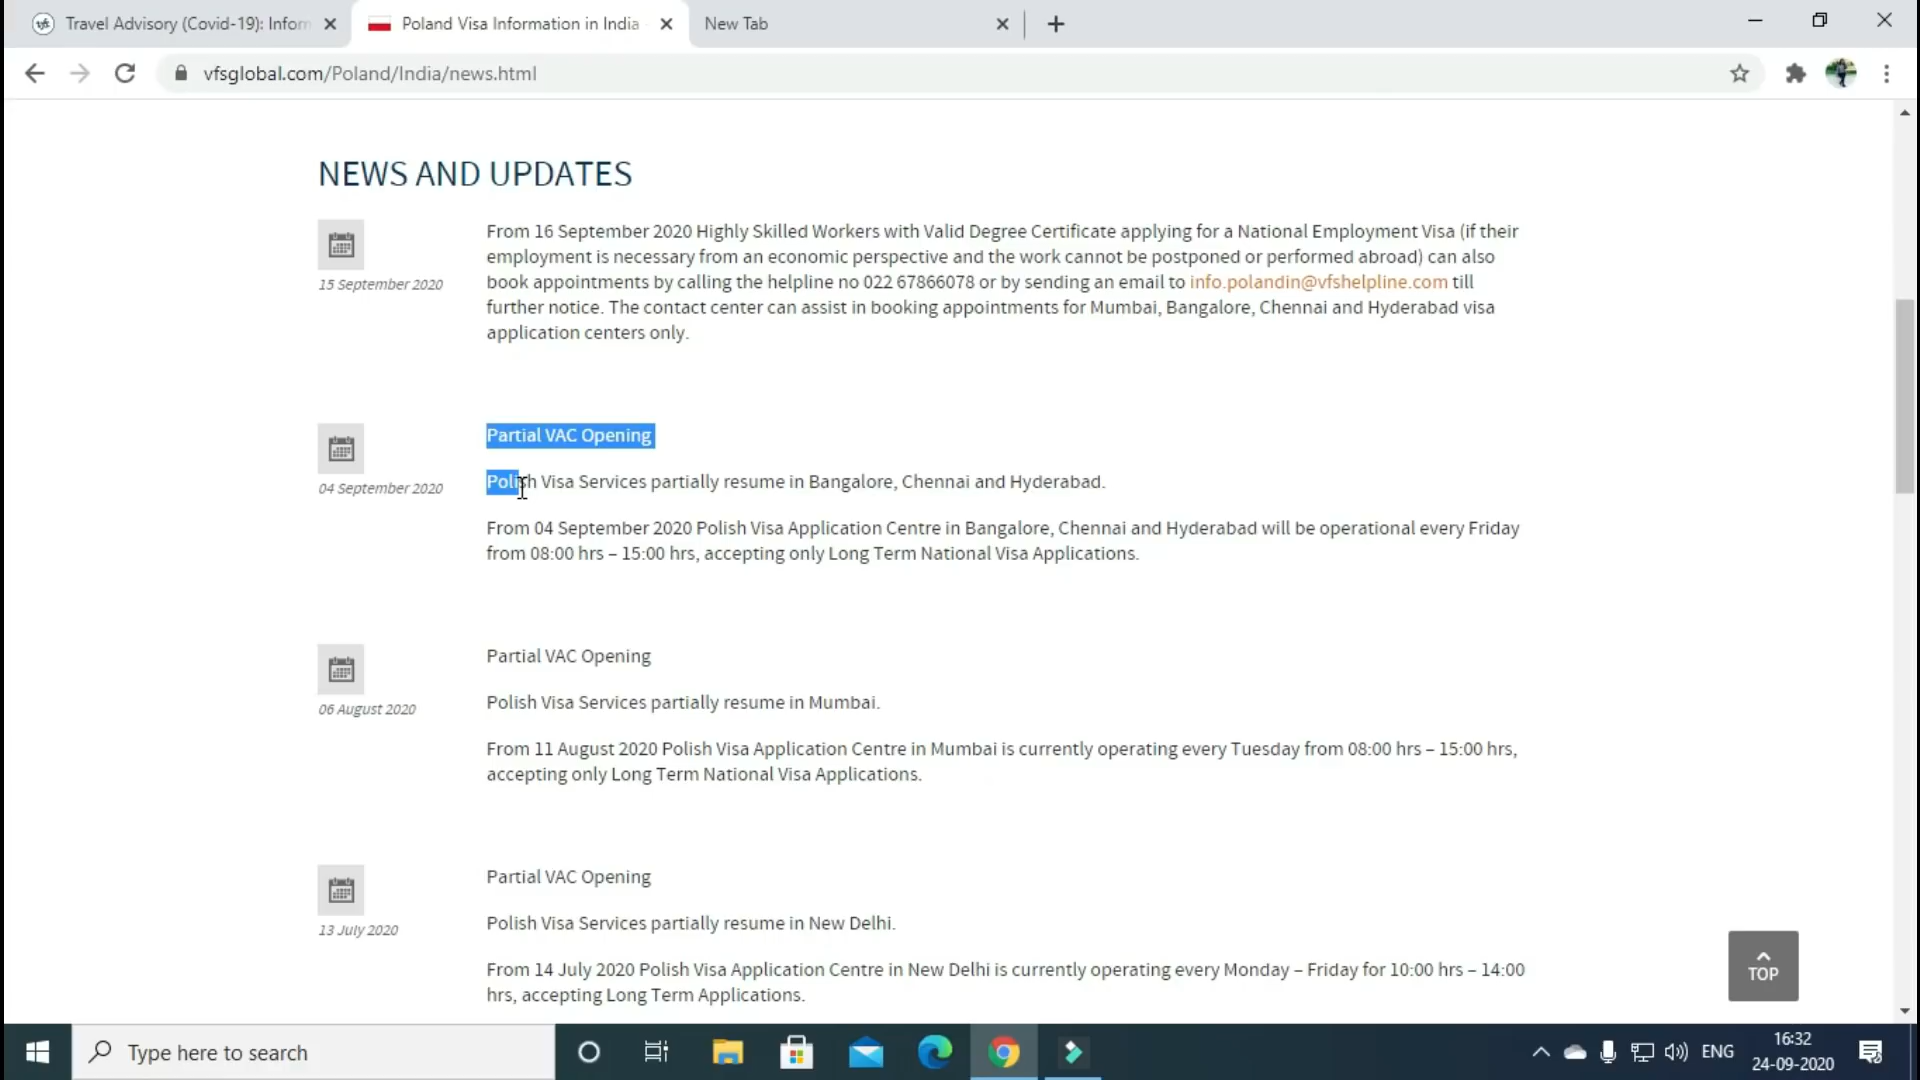 Travel Advisory (Covid-19): Inform
Poland Visa Information in India -
New Tab
vfsglobal.com/Poland/India/news.html
NEWS AND UPDATES
15 September 2020
From 16 September 2020 Highly Skilled Workers with Valid Degree Certificate applying for a National Employment Visa (if their
employment is necessary from an economic perspective and the work cannot be postponed or performed abroad) can also
book appointments by calling the helpline no 022 67866078 or by sending an email to info.polandin@vfshelpline.com till
further notice. The contact center can assist in booking appointments for Mumbai, Bangalore, Chennai and Hyderabad visa
application centers only.
04 September 2020
Partial VAC Opening
Polish Visa Services partially resume in Bangalore, Chennai and Hyderabad.
From 04 September 2020 Polish Visa Application Centre in Bangalore, Chennai and Hyderabad will be operational every Friday
from 08:00 hrs – 15:00 hrs, accepting only Long Term National Visa Applications.
06 August 2020
Partial VAC Opening
Polish Visa Services partially resume in Mumbai.
From 11 August 2020 Polish Visa Application Centre in Mumbai is currently operating every Tuesday from 08:00 hrs – 15:00 hrs,
accepting only Long Term National Visa Applications.
13 July 2020
Partial VAC Opening
Polish Visa Services partially resume in New Delhi.
From 14 July 2020 Polish Visa Application Centre in New Delhi is currently operating every Monday – Friday for 10:00 hrs – 14:00
hrs, accepting Long Term Applications.
TOP
Type here to search
ENG
16:32
24-09-2020